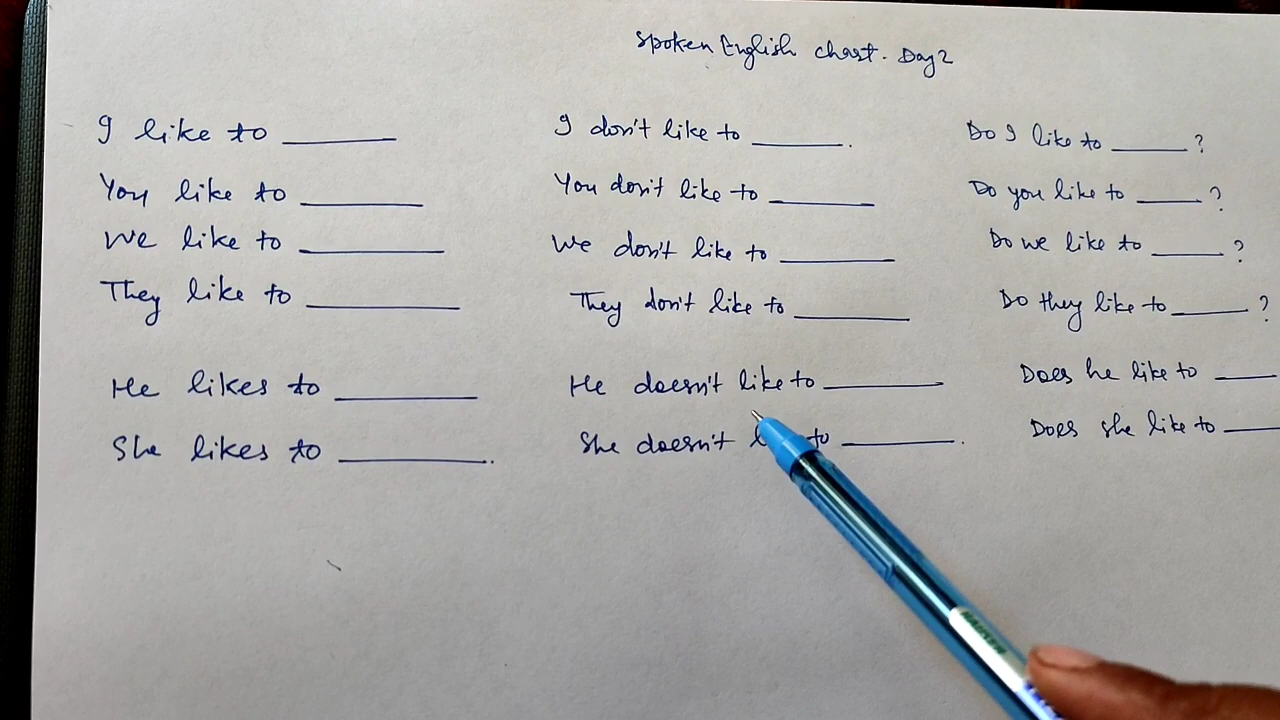 Spoken English chart. Day 2
I like to ______ I don't like to ______. Do I like to ______?
You like to ______ You don't like to ______ Do you like to ______?
We like to ______ We don't like to ______ Do we like to ______?
They like to ______ They don't like to ______ Do they like to ______?
He likes to ______ He doesn't like to ______ Does he like to ______
She likes to ______. She doesn't to ______. Does she like to ______